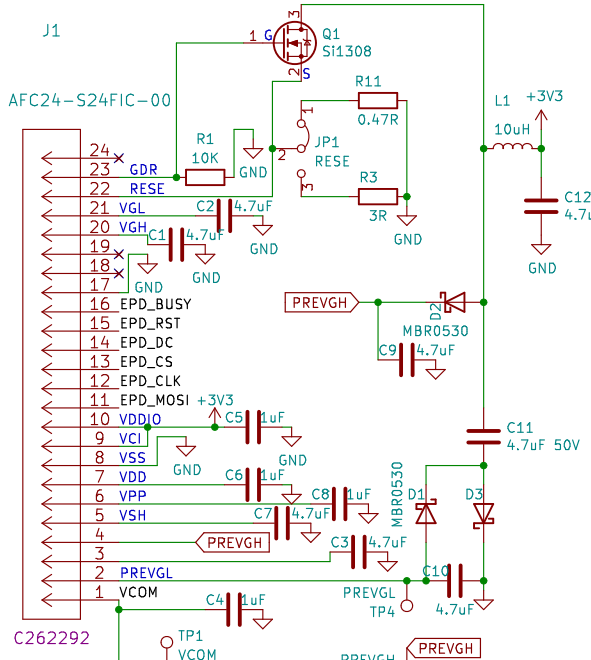 J1
3
G
1
Q1
Si1308
2
S
AFC24-S24FIC-00
R11
0.47R
1
JP1
2
RESE
3
L1
+3V3
10uH
R1
10K
GND
R3
3R
GND
C12
4.7u
GND
24
23 GDR
22 RESE
21 VGL
C2 4.7uF
GND
20 VGH
C1 4.7uF
GND
19
18
17
GND
16 EPD_BUSY
15 EPD_RST
14 EPD_DC
13 EPD_CS
12 EPD_CLK
11 EPD_MOSI
10 VDDIO
+3V3
C5 1uF
GND
9 VCI
8 VSS
GND
7 VDD
C6 1uF
6 VPP
C8 1uF
5 VSH
C7 4.7uF
4
PREVGH
3
C3 4.7uF
2 PREVGL
1 VCOM
C4 1uF
PREVGH
D2
MBR0530
C9 4.7uF
C11
4.7uF 50V
MBR0530
D1
D3
C10
4.7uF
PREVGL
TP4
C262292
TP1
VCOM
PREVGH
PREVGL